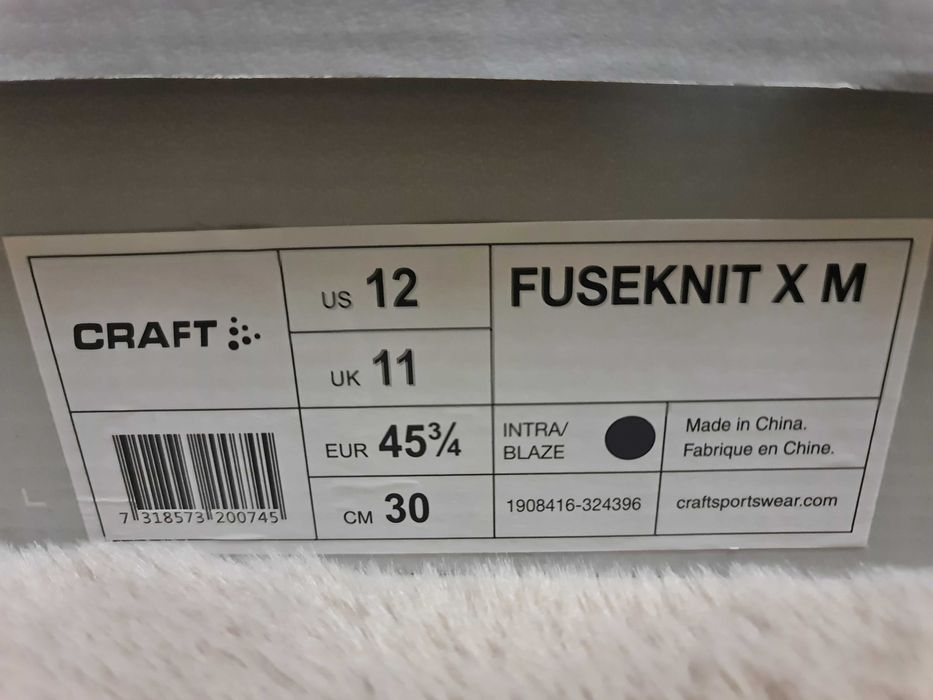 CRAFT
US 12
UK 11
EUR 45¾
CM 30
7 318573 200745
FUSEKNIT X M
INTRA/
BLAZE
Made in China.
Fabrique en Chine.
1908416-324396
craftsportswear.com